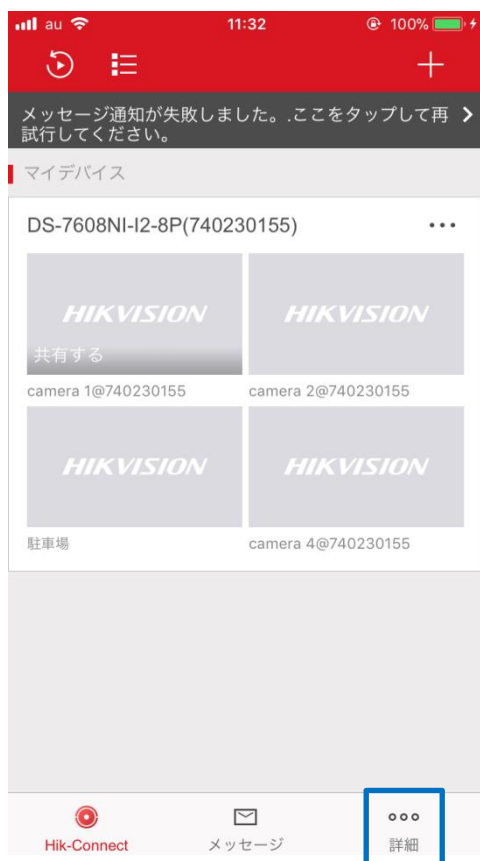 au 11:32 100%
メッセージ通知が失敗しました。.ここをタップして再
試行してください。
マイデバイス
DS-7608NI-I2-8P(740230155)
HIKVISION HIKVISION
共有する
camera 1@740230155 camera 2@740230155
HIKVISION HIKVISION
駐車場 camera 4@740230155
Hik-Connect メッセージ 詳細